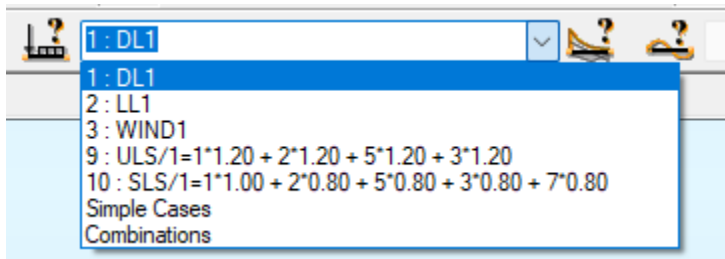 1 : DL1
1 : DL1
2 : LL1
3 : WIND1
9 : ULS/1=1*1.20 + 2*1.20 + 5*1.20 + 3*1.20
10 : SLS/1=1*1.00 + 2*0.80 + 5*0.80 + 3*0.80 + 7*0.80
Simple Cases
Combinations